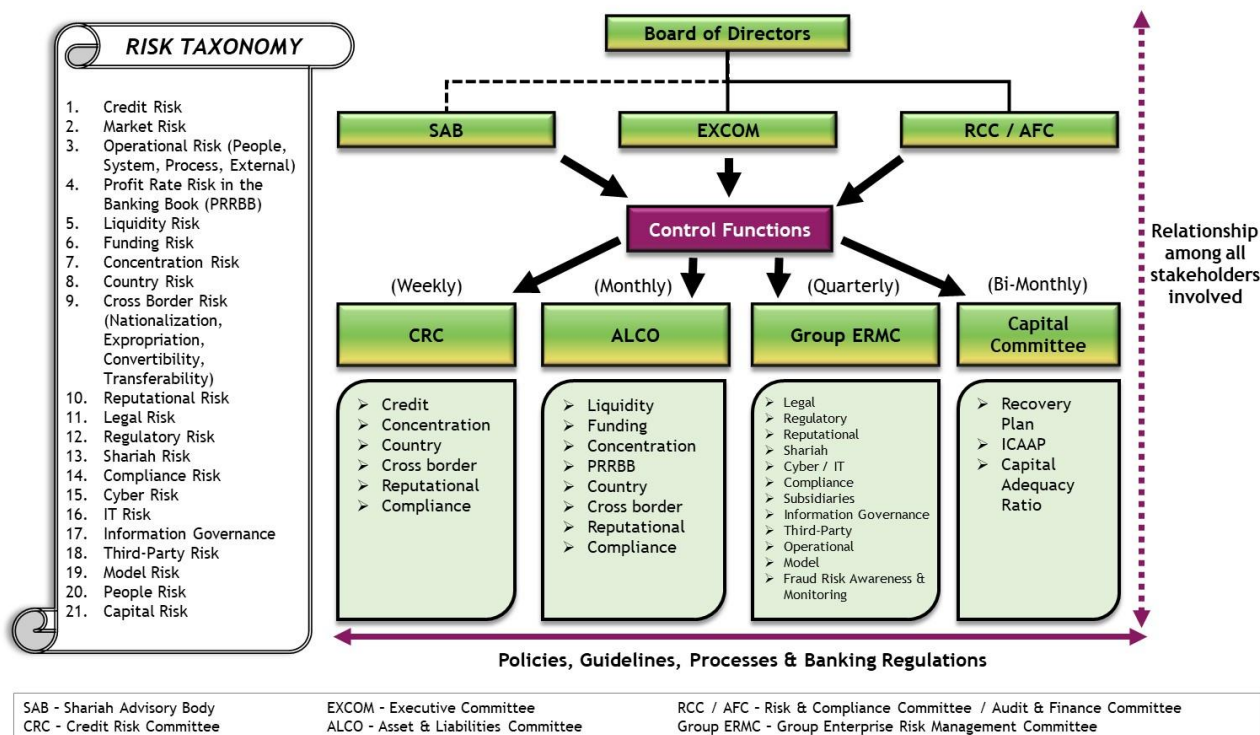 RISK TAXONOMY
1. Credit Risk
2. Market Risk
3. Operational Risk (People,
System, Process, External)
4. Profit Rate Risk in the
Banking Book (PRRBB)
5. Liquidity Risk
6. Funding Risk
7. Concentration Risk
8. Country Risk
9. Cross Border Risk
(Nationalization,
Expropriation,
Convertibility,
Transferability)
10. Reputational Risk
11. Legal Risk
12. Regulatory Risk
13. Shariah Risk
14. Compliance Risk
15. Cyber Risk
16. IT Risk
17. Information Governance
18. Third-Party Risk
19. Model Risk
20. People Risk
21. Capital Risk
Board of Directors
SAB
EXCOM
RCC / AFC
Control Functions
(Weekly)
(Monthly)
(Quarterly)
(Bi-Monthly)
CRC
ALCO
Group ERMC
Capital
Committee
➢ Credit
➢ Concentration
➢ Country
➢ Cross border
➢ Reputational
➢ Compliance
➢ Liquidity
➢ Funding
➢ Concentration
➢ PRRBB
➢ Country
➢ Cross border
➢ Reputational
➢ Compliance
➢ Legal
➢ Regulatory
➢ Reputational
➢ Shariah
➢ Cyber / IT
➢ Compliance
➢ Subsidiaries
➢ Information Governance
➢ Third-Party
➢ Operational
➢ Model
➢ Fraud Risk Awareness &
Monitoring
➢ Recovery
Plan
➢ ICAAP
➢ Capital
Adequacy
Ratio
Relationship
among all
stakeholders
involved
Policies, Guidelines, Processes & Banking Regulations
SAB - Shariah Advisory Body
EXCOM - Executive Committee
RCC / AFC - Risk & Compliance Committee / Audit & Finance Committee
CRC - Credit Risk Committee
ALCO - Asset & Liabilities Committee
Group ERMC - Group Enterprise Risk Management Committee